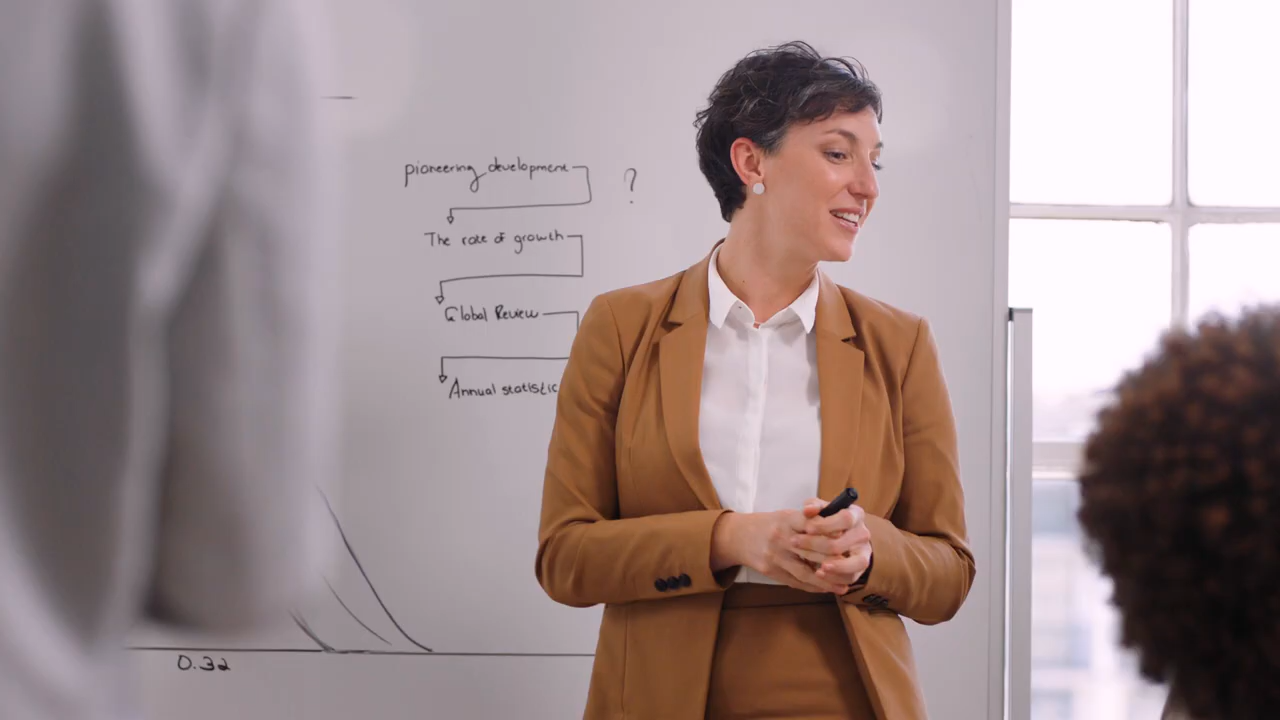 pioneering development ?
The rate of growth
Global Review
Annual statistic
0.32